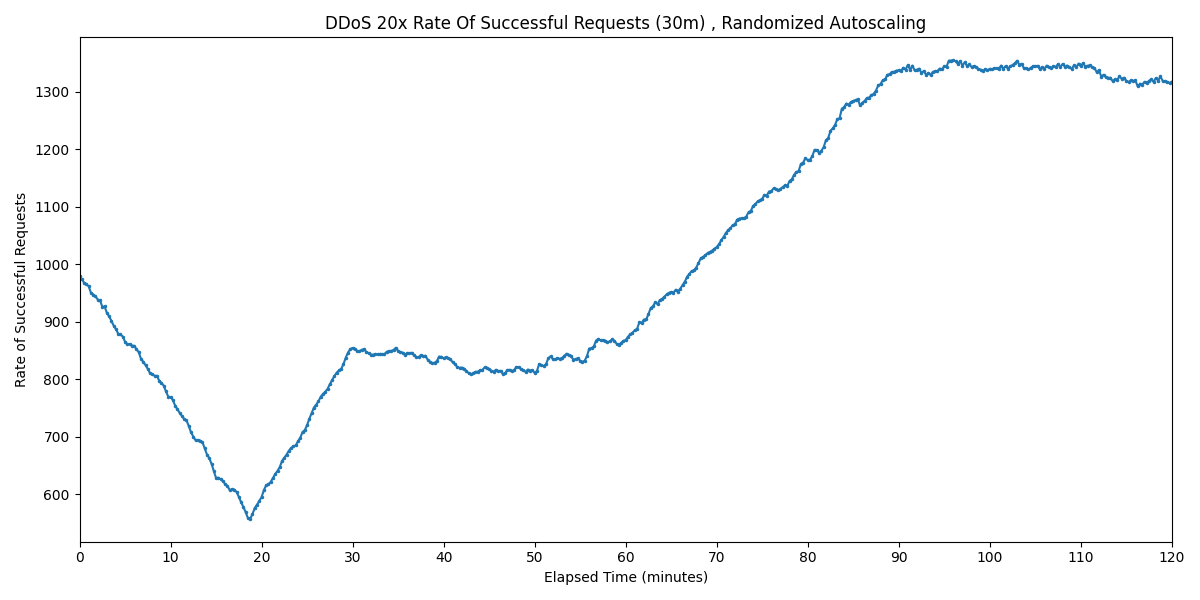 DDoS 20x Rate Of Successful Requests (30m) , Randomized Autoscaling
Rate of Successful Requests
1300
1200
1100
1000
900
800
700
600
0 10 20 30 40 50 60 70 80 90 100 110 120
Elapsed Time (minutes)